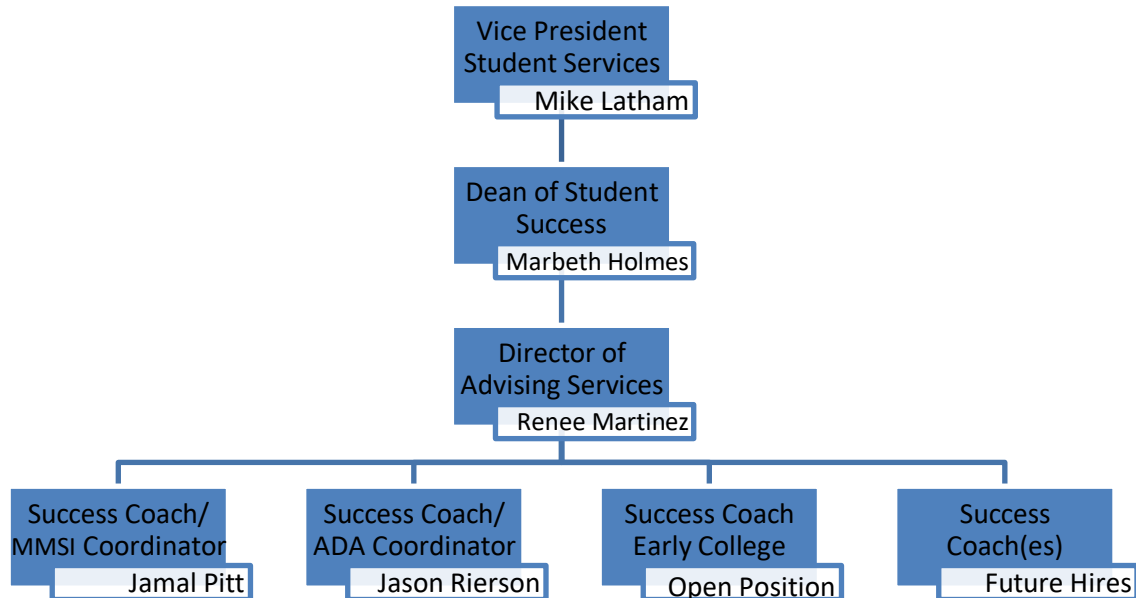 Vice President
Student Services
Mike Latham
Dean of Student
Success
Marbeth Holmes
Director of
Advising Services
Renee Martinez
Success Coach/
MMSI Coordinator
Jamal Pitt
Success Coach/
ADA Coordinator
Jason Rierson
Success Coach
Early College
Open Position
Success
Coach(es)
Future Hires